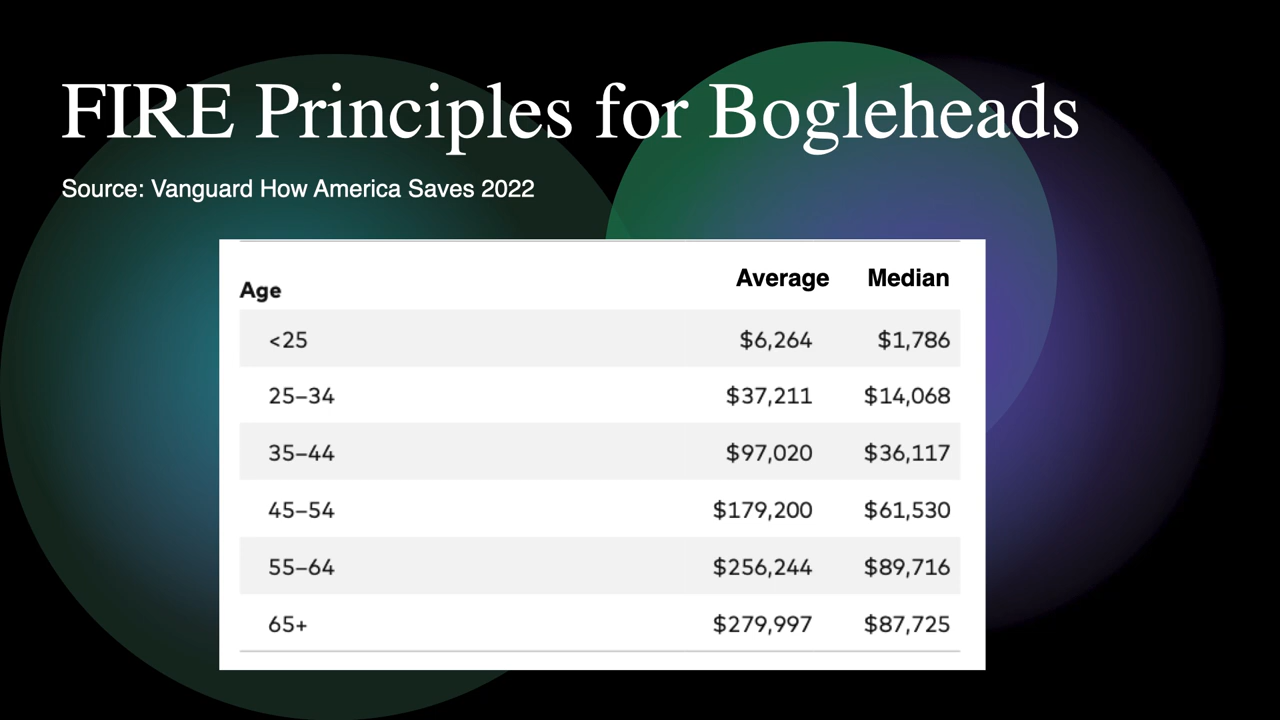 FIRE Principles for Bogleheads
Source: Vanguard How America Saves 2022
Age Average Median
<25 $6,264 $1,786
25–34 $37,211 $14,068
35–44 $97,020 $36,117
45–54 $179,200 $61,530
55–64 $256,244 $89,716
65+ $279,997 $87,725